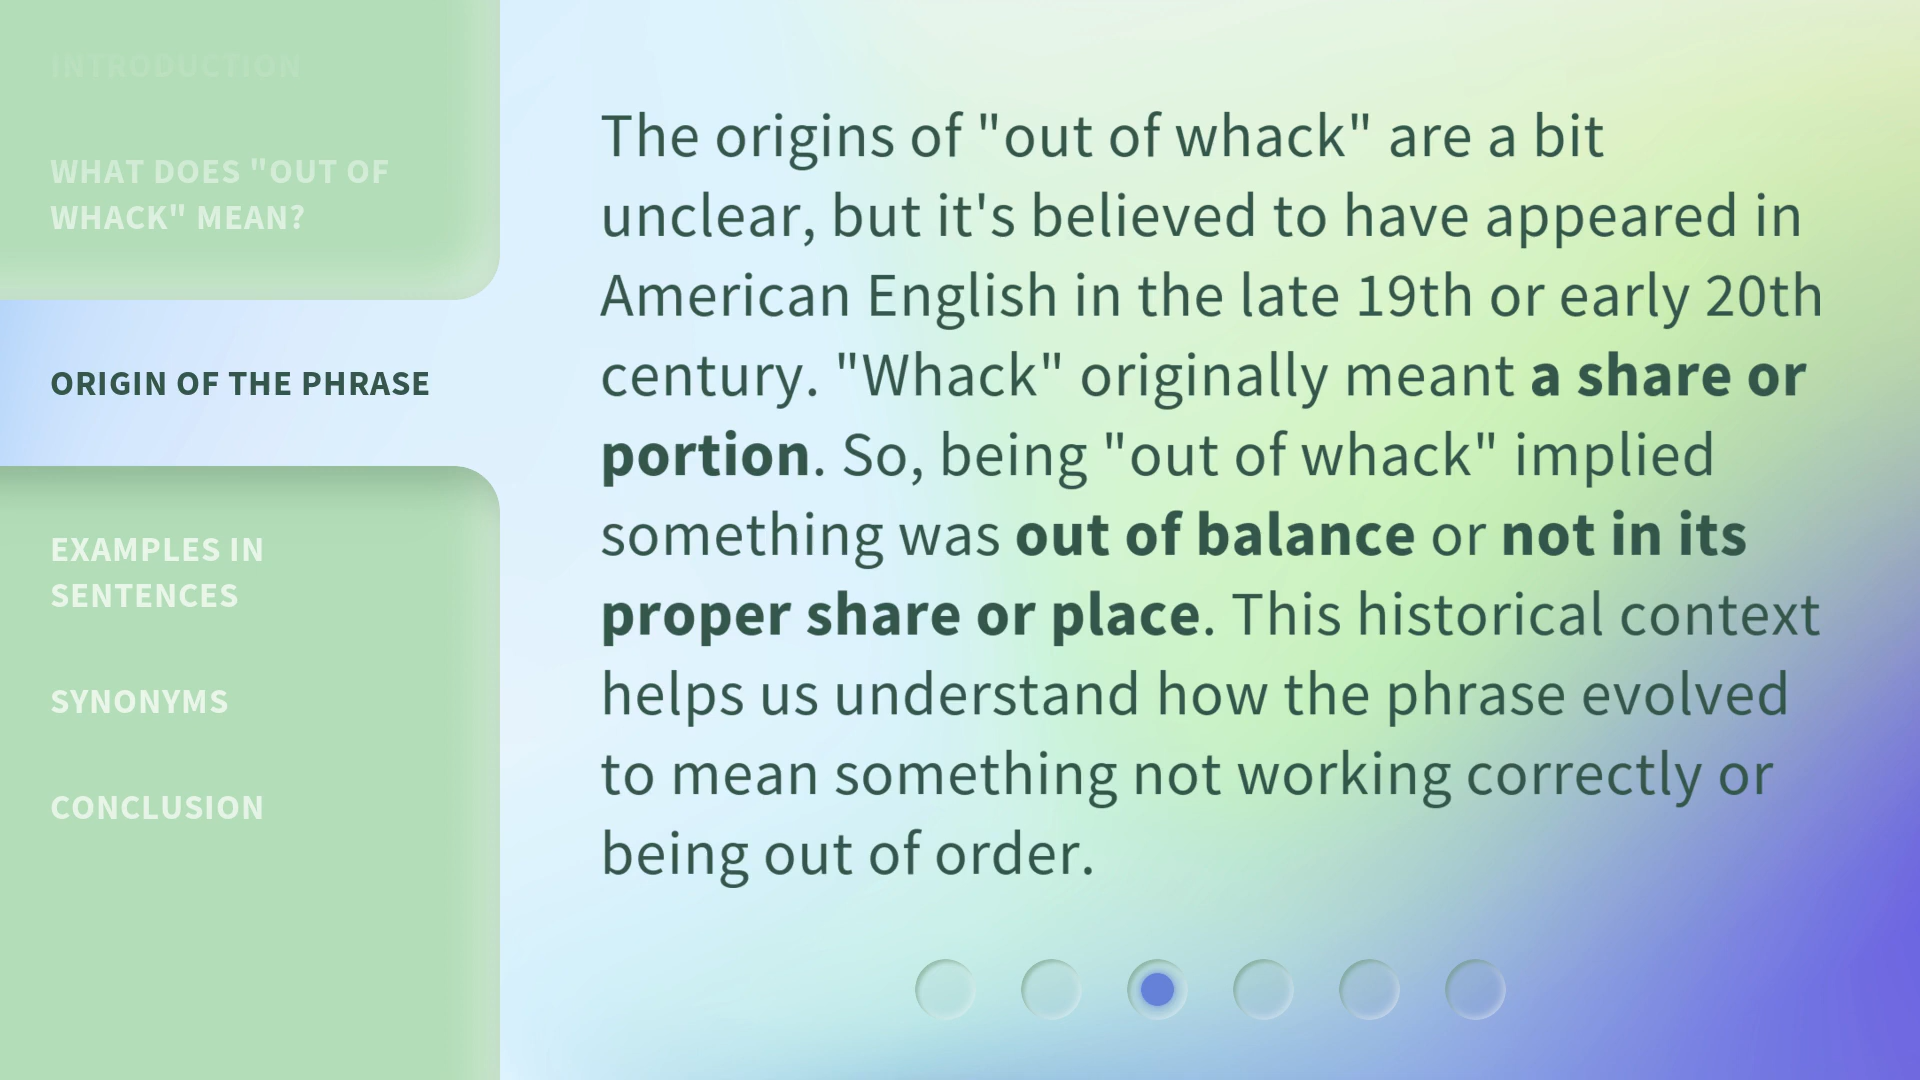 INTRODUCTION
WHAT DOES "OUT OF
WHACK" MEAN?
ORIGIN OF THE PHRASE
EXAMPLES IN
SENTENCES
SYNONYMS
CONCLUSION
The origins of "out of whack" are a bit
unclear, but it's believed to have appeared in
American English in the late 19th or early 20th
century. "Whack" originally meant a share or
portion. So, being "out of whack" implied
something was out of balance or not in its
proper share or place. This historical context
helps us understand how the phrase evolved
to mean something not working correctly or
being out of order.